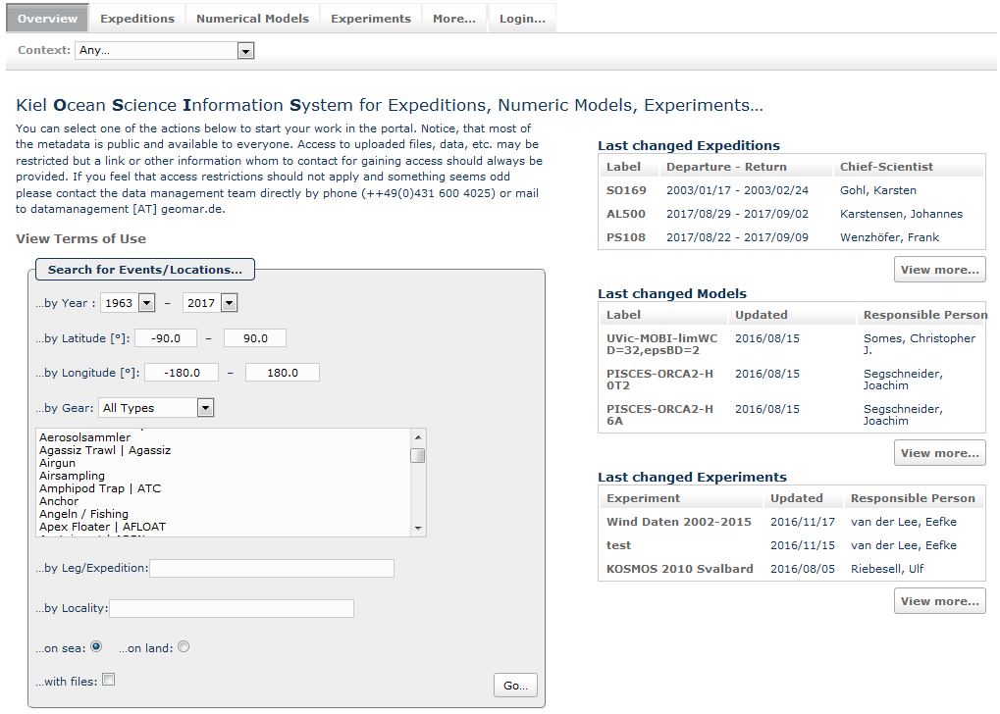 Overview Expeditions Numerical Models Experiments More... Login...
Context: Any...
Kiel Ocean Science Information System for Expeditions, Numeric Models, Experiments...
You can select one of the actions below to start your work in the portal. Notice, that most of
the metadata is public and available to everyone. Access to uploaded files, data, etc. may be
restricted but a link or other information whom to contact for gaining access should always be
provided. If you feel that access restrictions should not apply and something seems odd
please contact the data management team directly by phone (++49(0)431 600 4025) or mail
to datamanagement [AT] geomar.de.
View Terms of Use
Search for Events/Locations...
...by Year : 1963 – 2017
...by Latitude [°]: -90.0 – 90.0
...by Longitude [°]: -180.0 – 180.0
...by Gear: All Types
Aerosolsammler
Agassiz Trawl | Agassiz
Airgun
Airsampling
Amphipod Trap | ATC
Anchor
Angeln / Fishing
Apex Floater | AFLOAT
...by Leg/Expedition:
...by Locality:
...on sea: ...on land:
...with files:
Go...
Last changed Expeditions
Label Departure - Return Chief-Scientist
SO169 2003/01/17 - 2003/02/24 Gohl, Karsten
AL500 2017/08/29 - 2017/09/02 Karstensen, Johannes
PS108 2017/08/22 - 2017/09/09 Wenzhöfer, Frank
View more...
Last changed Models
Label Updated Responsible Person
UVic-MOBI-limWC 2016/08/15 Somes, Christopher
D=32,epsBD=2 J.
PISCES-ORCA2-H 2016/08/15 Segschneider,
0T2 Joachim
PISCES-ORCA2-H 2016/08/15 Segschneider,
6A Joachim
View more...
Last changed Experiments
Experiment Updated Responsible Person
Wind Daten 2002-2015 2016/11/17 van der Lee, Eefke
test 2016/11/15 van der Lee, Eefke
KOSMOS 2010 Svalbard 2016/08/05 Riebesell, Ulf
View more...